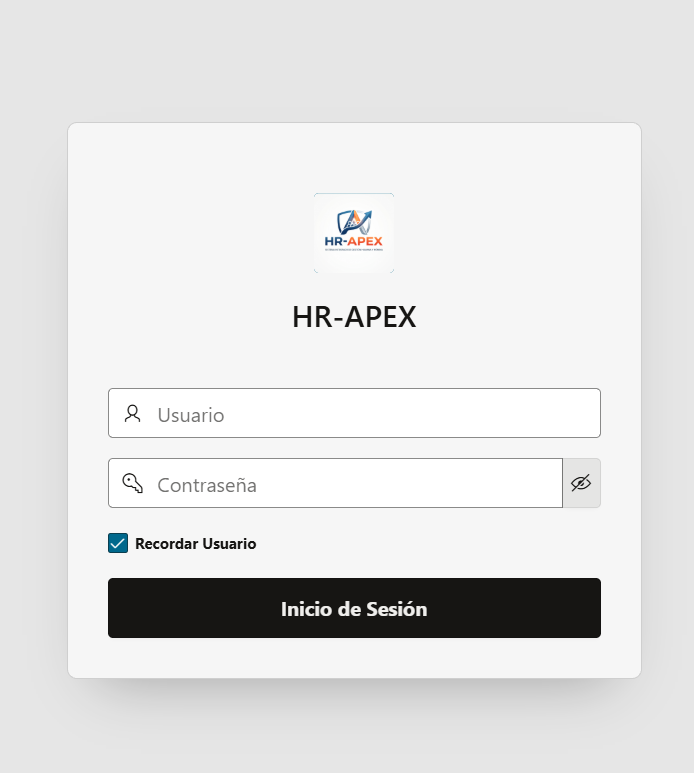 HR-APEX
HR-APEX
Usuario
Contraseña
Recordar Usuario
Inicio de Sesión